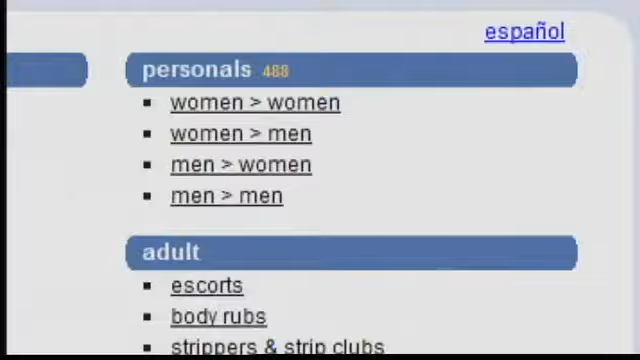 español
personals 488
women > women
women > men
men > women
men > men
adult
escorts
body rubs
strippers & strip clubs